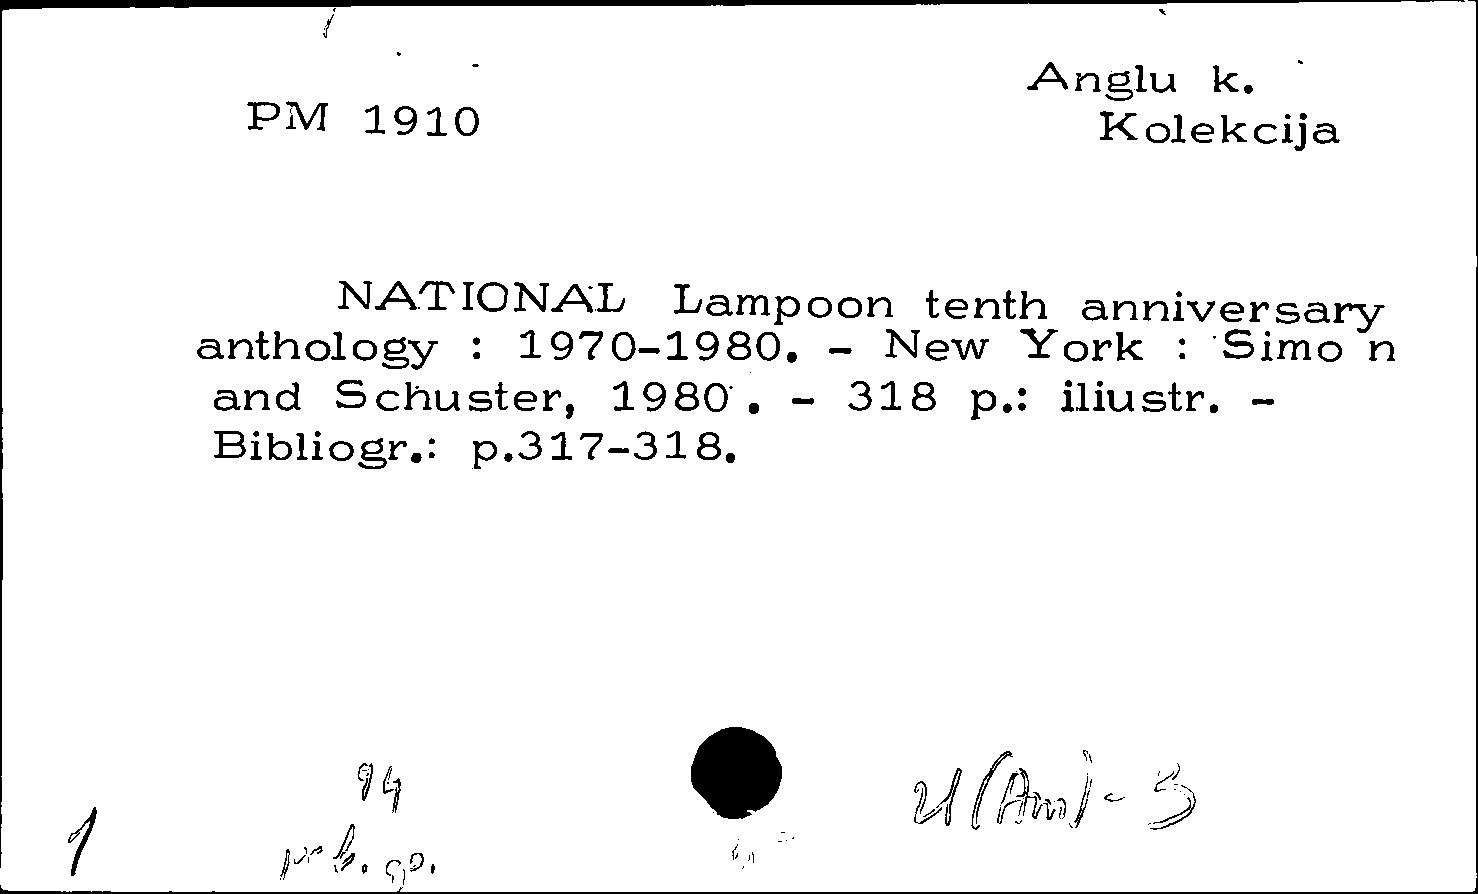 Anglu k.
PM 1910
Kolekcija
NATIONAL Lampoon tenth anniversary
anthology : 1970-1980. - New York : Simo n
and Schuster, 1980 . - 318 p.: iliustr. -
Bibliogr.: p.317-318.
94
И(Am)-5
1